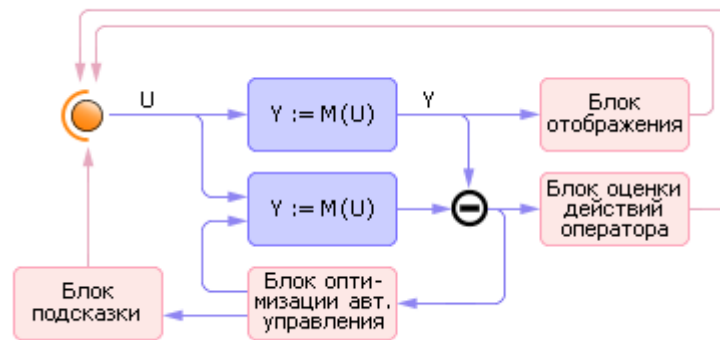 U
Y := M(U)
Y
Блок
отображения
Y := M(U)
Блок оценки
действий
оператора
Блок
подсказки
Блок опти-
мизации авт.
управления